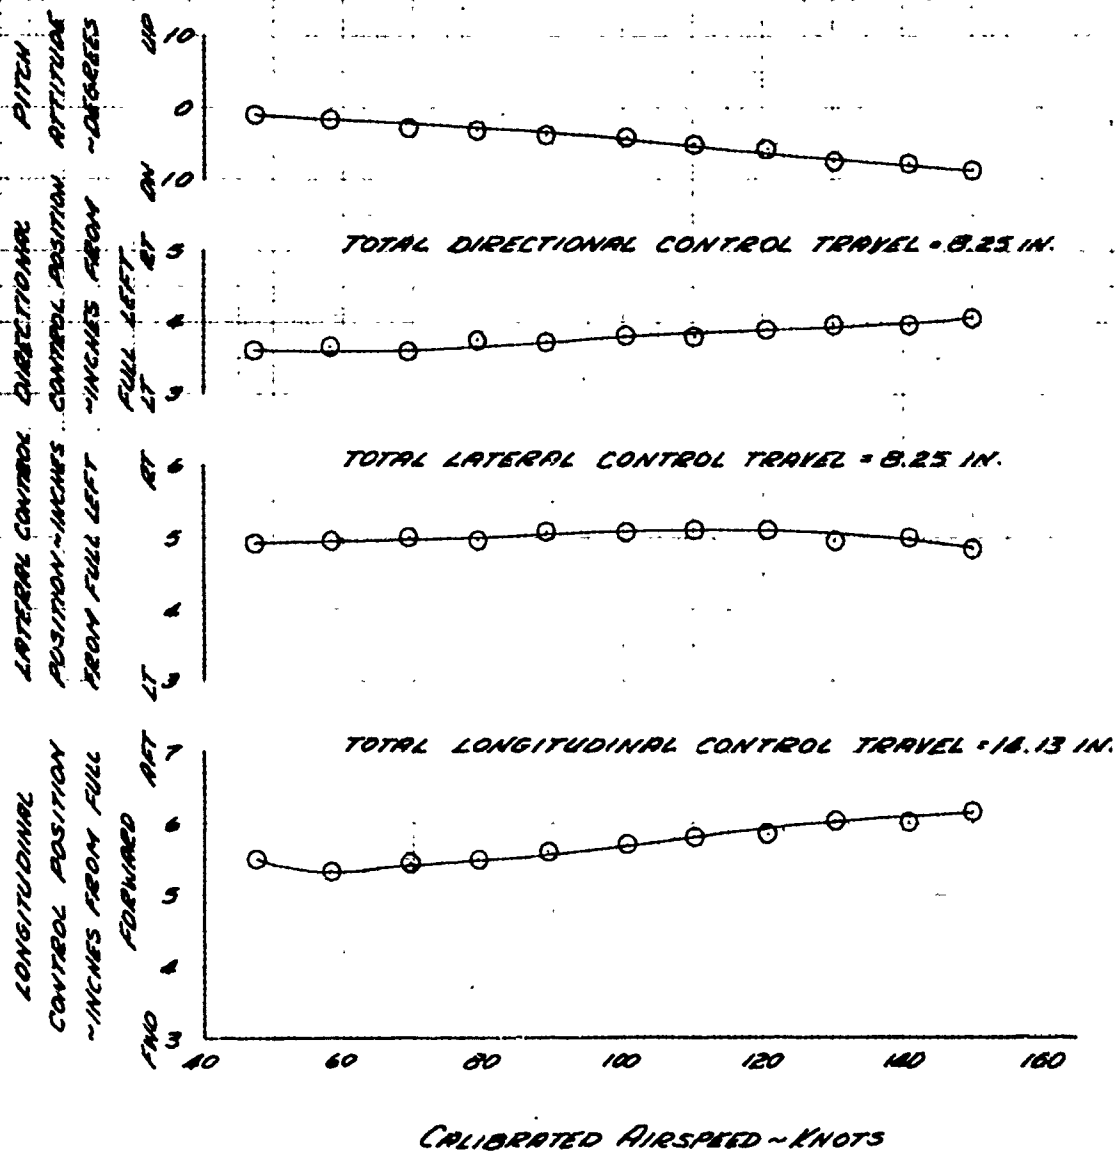 PITCH
ATTITUDE
~DEGREES
UP 10
0
DN 10
DIRECTIONAL
CONTROL POSITION
~INCHES FROM
FULL LEFT
RT 5
4
LT 3
TOTAL DIRECTIONAL CONTROL TRAVEL = 8.25 IN.
LATERAL CONTROL
POSITION~INCHES
FROM FULL LEFT
RT 6
5
4
LT 3
TOTAL LATERAL CONTROL TRAVEL = 8.25 IN.
LONGITUDINAL
CONTROL POSITION
~INCHES FROM FULL
FORWARD
AFT 7
6
5
4
FWD 3
TOTAL LONGITUDINAL CONTROL TRAVEL = 14.13 IN.
40 60 80 100 120 140 160
CALIBRATED AIRSPEED ~ KNOTS